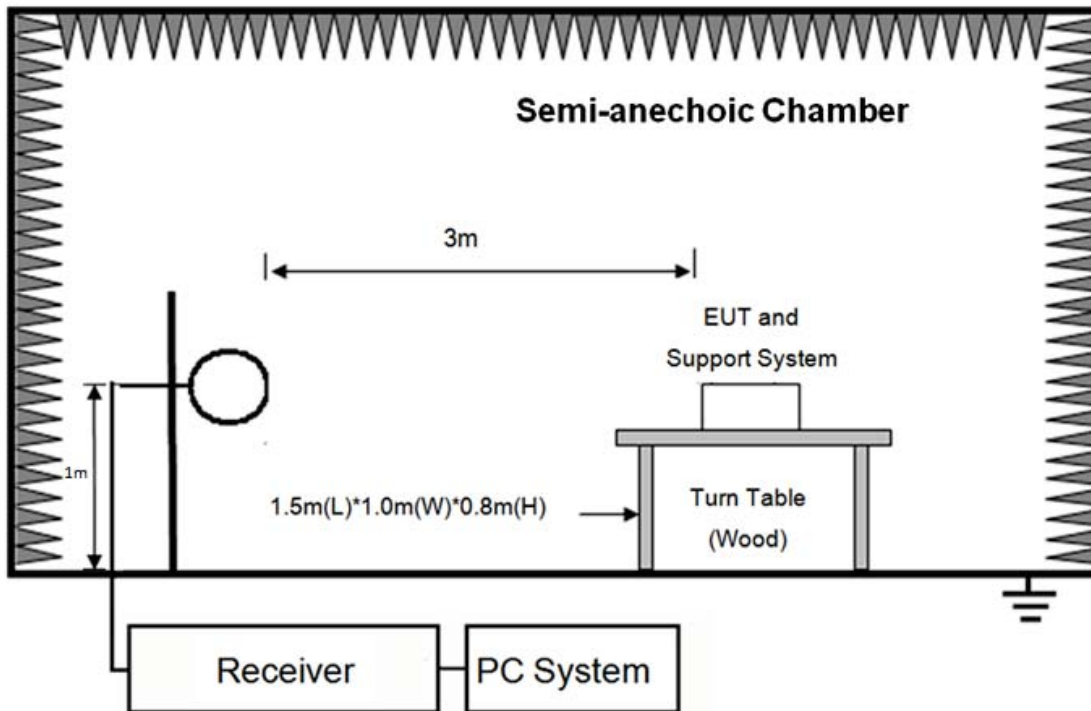 Semi-anechoic Chamber
3m
EUT and
Support System
1m
1.5m(L)*1.0m(W)*0.8m(H)
Turn Table
(Wood)
Receiver
PC System